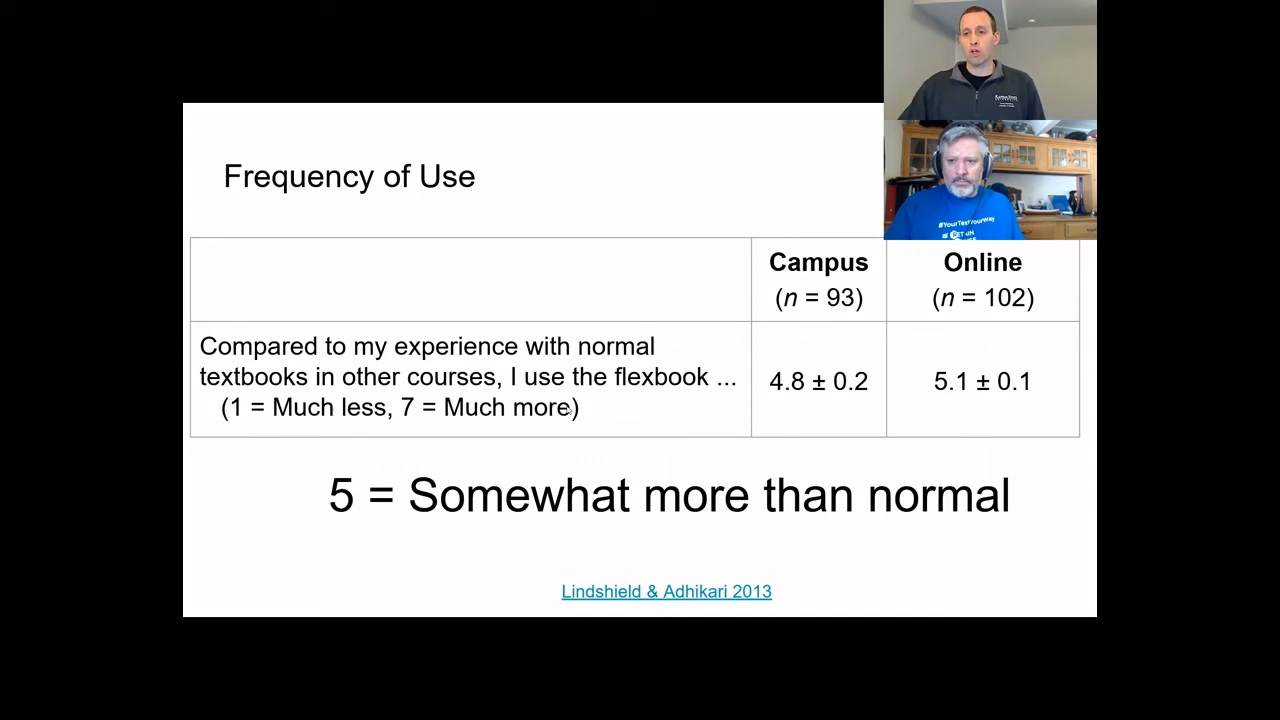 Frequency of Use
#YourTextYourWay
Campus
Online
(n = 93)
(n = 102)
Compared to my experience with normal
textbooks in other courses, I use the flexbook ...
(1 = Much less, 7 = Much more)
4.8 ± 0.2
5.1 ± 0.1
5 = Somewhat more than normal
Lindshield & Adhikari 2013